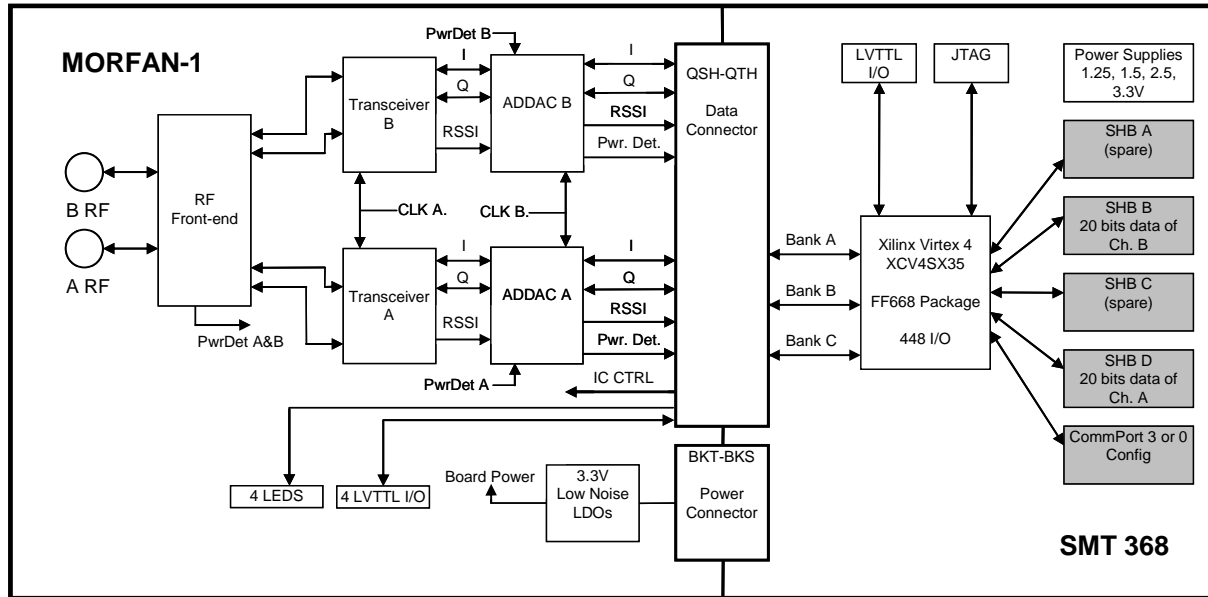 MORFAN-1
B RF
A RF
RF
Front-end
PwrDet A&B
Transceiver
B
Transceiver
A
I
Q
RSSI
CLK A.
I
Q
RSSI
PwrDet B
ADDAC B
CLK B.
ADDAC A
PwrDet A
I
Q
RSSI
Pwr. Det.
I
Q
RSSI
Pwr. Det.
IC CTRL
4 LEDS
4 LVTTL I/O
Board Power
3.3V
Low Noise
LDOs
QSH-QTH
Data
Connector
BKT-BKS
Power
Connector
Bank A
Bank B
Bank C
LVTTL
I/O
JTAG
Xilinx Virtex 4
XCV4SX35
FF668 Package
448 I/O
Power Supplies
1.25, 1.5, 2.5,
3.3V
SHB A
(spare)
SHB B
20 bits data of
Ch. B
SHB C
(spare)
SHB D
20 bits data of
Ch. A
CommPort 3 or 0
Config
SMT 368